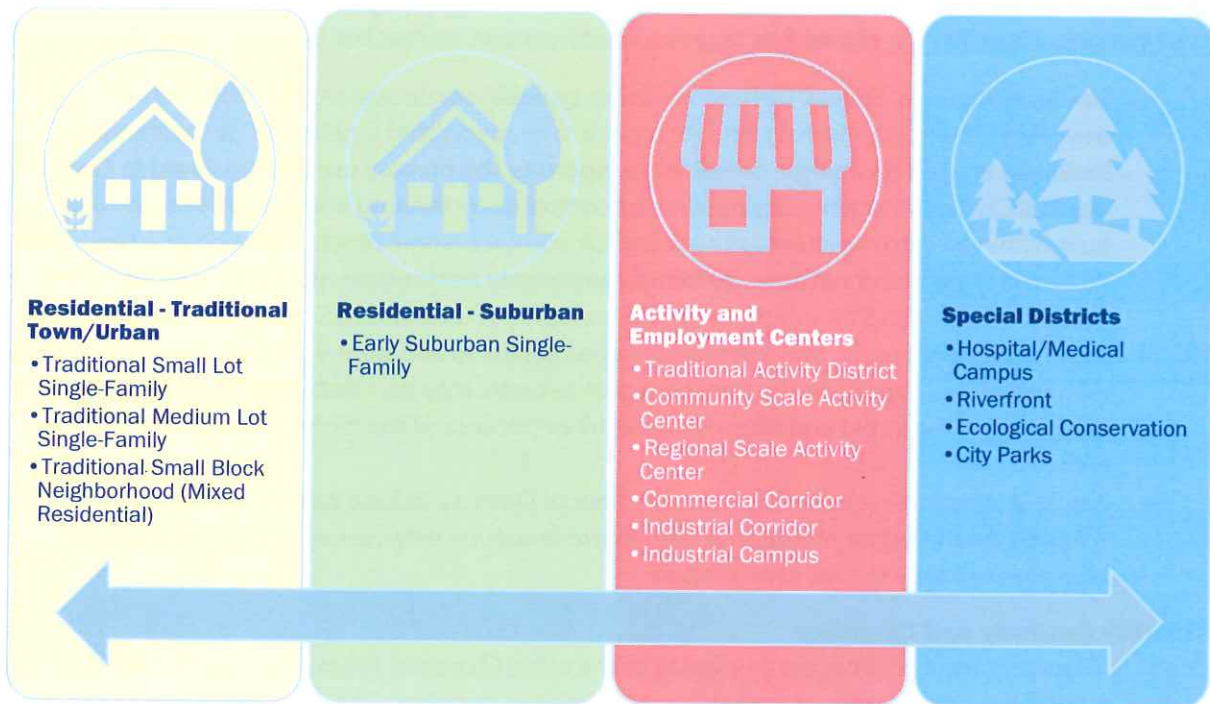 Residential - Traditional
Town/Urban
• Traditional Small Lot
Single-Family
• Traditional Medium Lot
Single-Family
• Traditional Small Block
Neighborhood (Mixed
Residential)
Residential - Suburban
• Early Suburban Single-
Family
Activity and
Employment Centers
• Traditional Activity District
• Community Scale Activity
Center
• Regional Scale Activity
Center
• Commercial Corridor
• Industrial Corridor
• Industrial Campus
Special Districts
• Hospital/Medical
Campus
• Riverfront
• Ecological Conservation
• City Parks